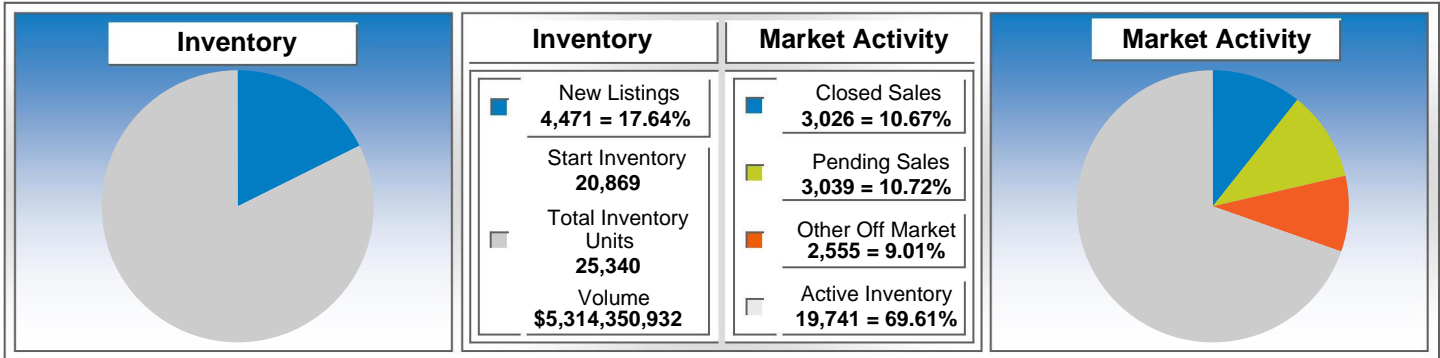 Inventory
Inventory
New Listings
4,471 = 17.64%
Start Inventory
20,869
Total Inventory
Units
25,340
Volume
$5,314,350,932
Market Activity
Closed Sales
3,026 = 10.67%
Pending Sales
3,039 = 10.72%
Other Off Market
2,555 = 9.01%
Active Inventory
19,741 = 69.61%
Market Activity